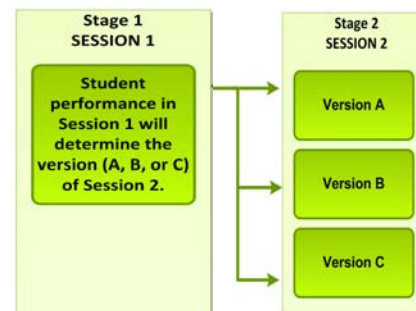 Stage 1
SESSION 1
Student
performance in
Session 1 will
determine the
version (A, B, or C)
of Session 2.
Stage 2
SESSION 2
Version A
Version B
Version C